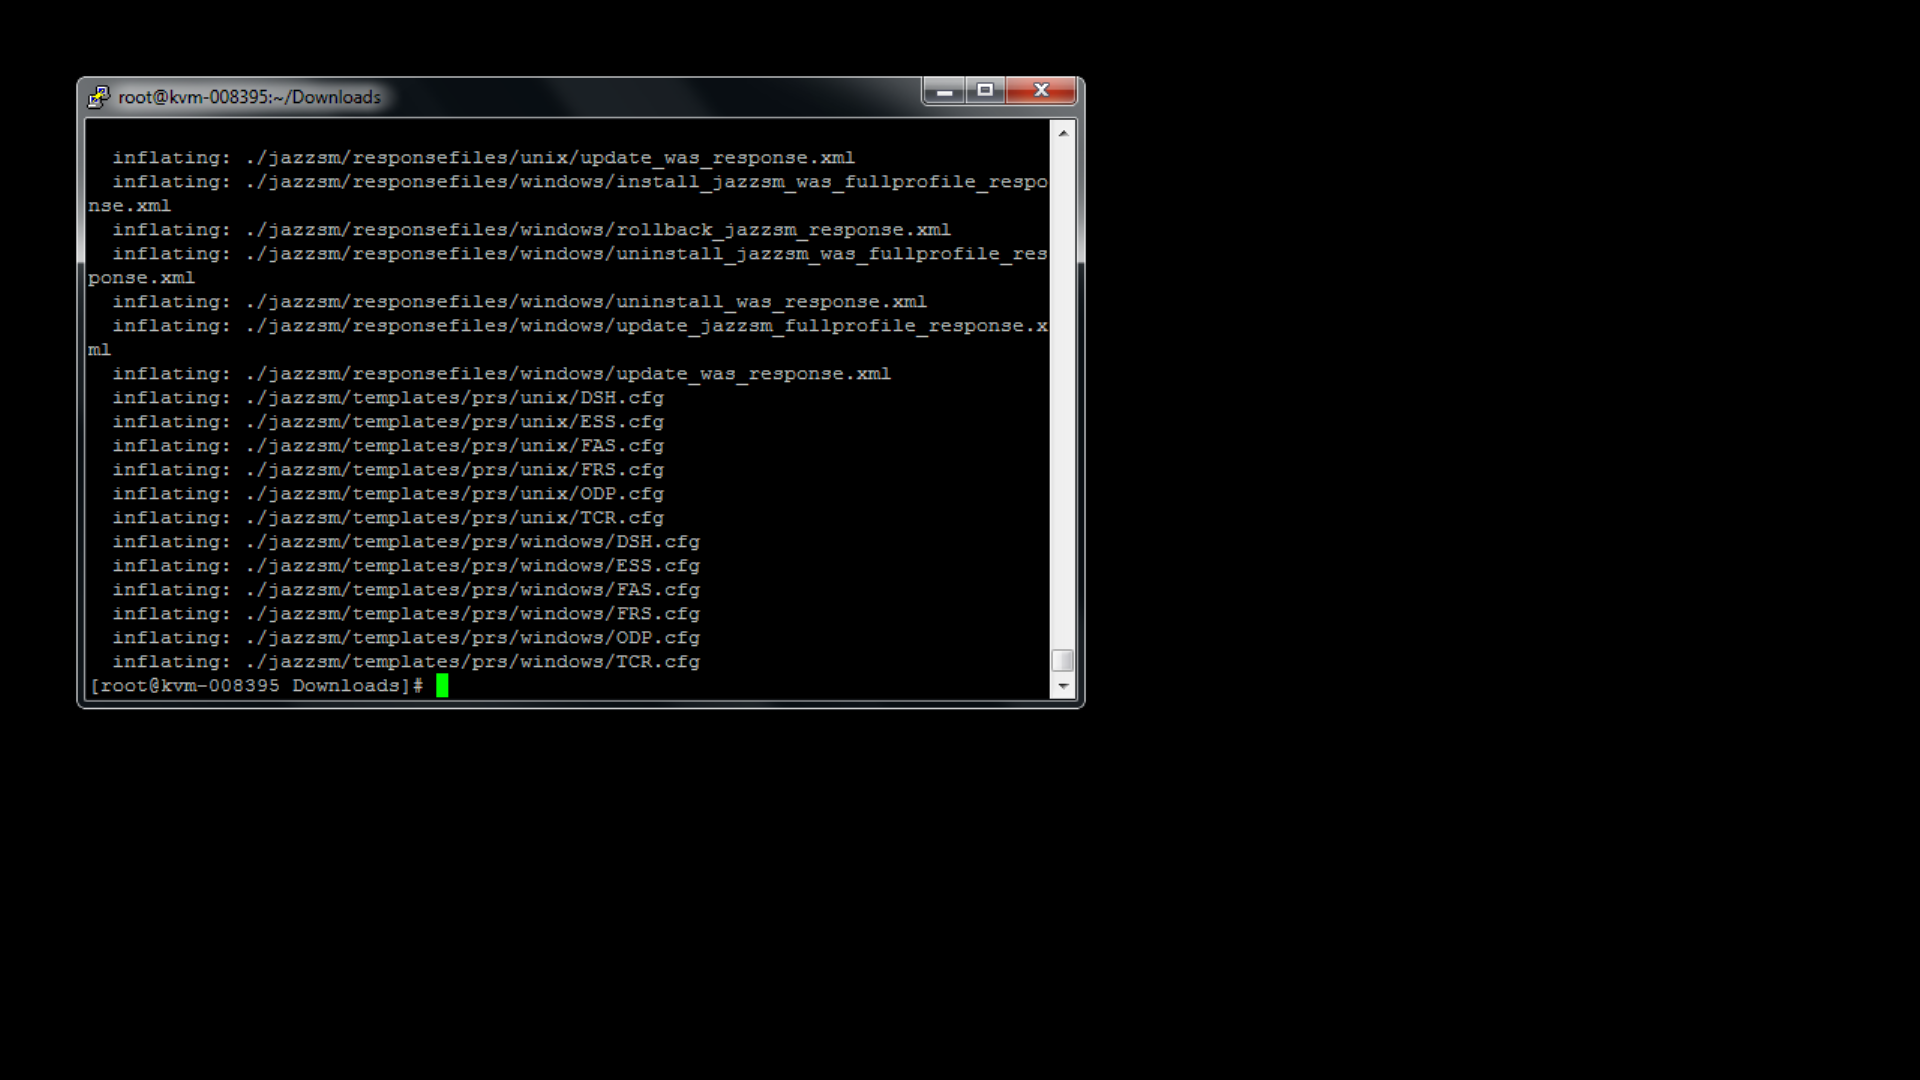 root@kvm-008395:~/Downloads
inflating: ./jazzsm/responsefiles/unix/update_was_response.xml
inflating: ./jazzsm/responsefiles/windows/install_jazzsm_was_fullprofile_respo
nse.xml
inflating: ./jazzsm/responsefiles/windows/rollback_jazzsm_response.xml
inflating: ./jazzsm/responsefiles/windows/uninstall_jazzsm_was_fullprofile_res
ponse.xml
inflating: ./jazzsm/responsefiles/windows/uninstall_was_response.xml
inflating: ./jazzsm/responsefiles/windows/update_jazzsm_fullprofile_response.x
ml
inflating: ./jazzsm/responsefiles/windows/update_was_response.xml
inflating: ./jazzsm/templates/prs/unix/DSH.cfg
inflating: ./jazzsm/templates/prs/unix/ESS.cfg
inflating: ./jazzsm/templates/prs/unix/FAS.cfg
inflating: ./jazzsm/templates/prs/unix/FRS.cfg
inflating: ./jazzsm/templates/prs/unix/ODP.cfg
inflating: ./jazzsm/templates/prs/unix/TCR.cfg
inflating: ./jazzsm/templates/prs/windows/DSH.cfg
inflating: ./jazzsm/templates/prs/windows/ESS.cfg
inflating: ./jazzsm/templates/prs/windows/FAS.cfg
inflating: ./jazzsm/templates/prs/windows/FRS.cfg
inflating: ./jazzsm/templates/prs/windows/ODP.cfg
inflating: ./jazzsm/templates/prs/windows/TCR.cfg
[root@kvm-008395 Downloads]#